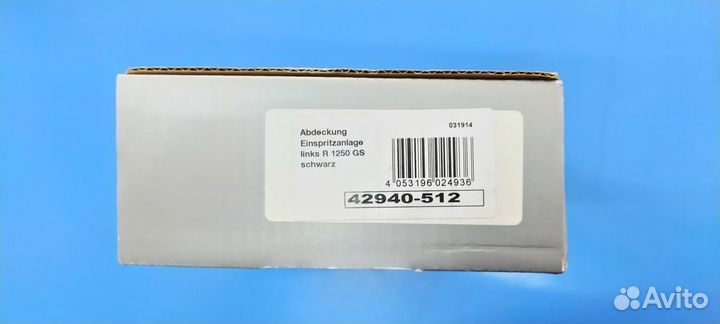 Abdeckung
Einspritzanlage
links R 1250 GS
schwarz
031914
4 053196 024936
42940-512
Avito